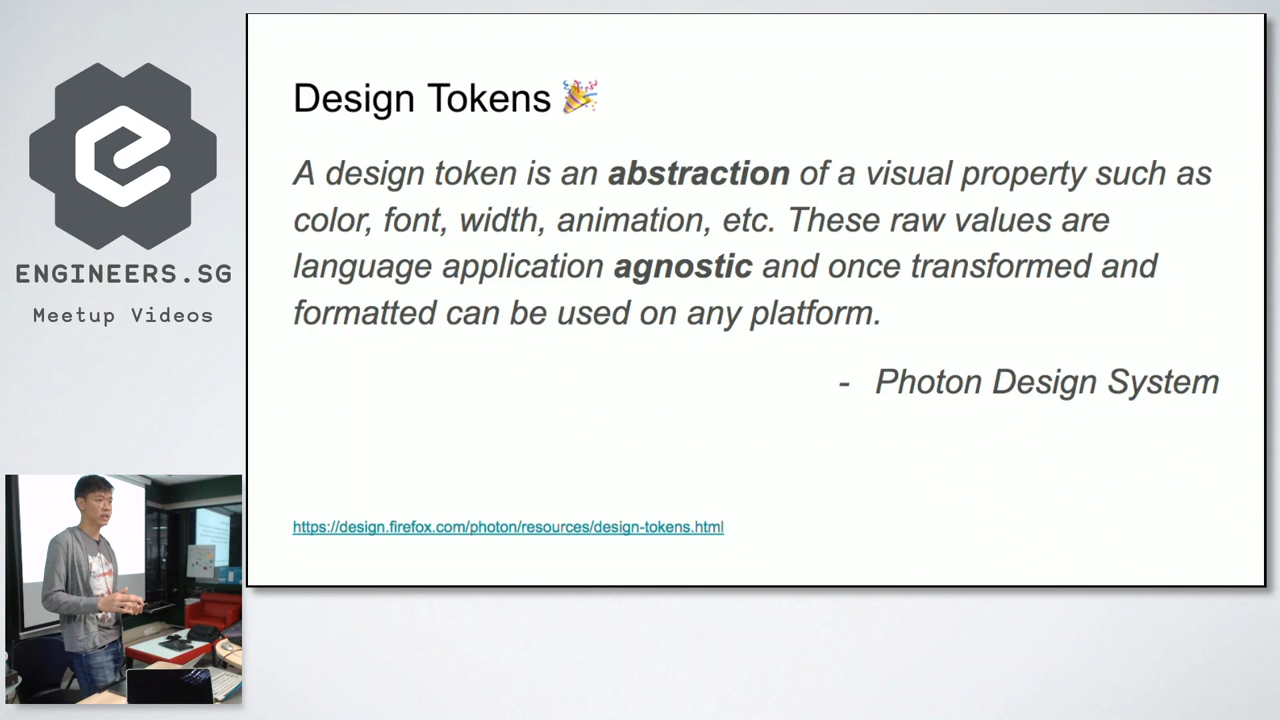 ENGINEERS.SG
Meetup Videos
Design Tokens 🎉
A design token is an abstraction of a visual property such as
color, font, width, animation, etc. These raw values are
language application agnostic and once transformed and
formatted can be used on any platform.
- Photon Design System
https://design.firefox.com/photon/resources/design-tokens.html